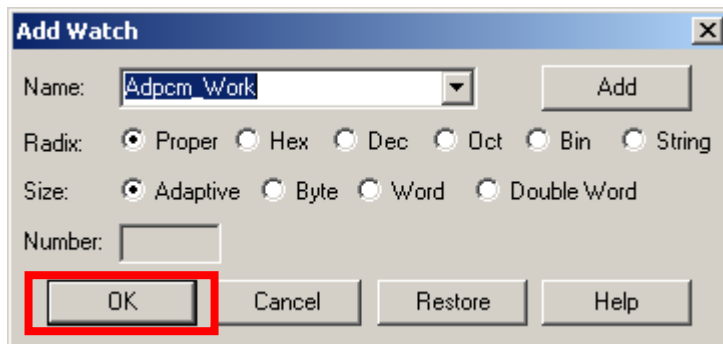 Add Watch
Name: Adpcm_Work Add
Radix: Proper Hex Dec Oct Bin String
Size: Adaptive Byte Word Double Word
Number:
OK Cancel Restore Help